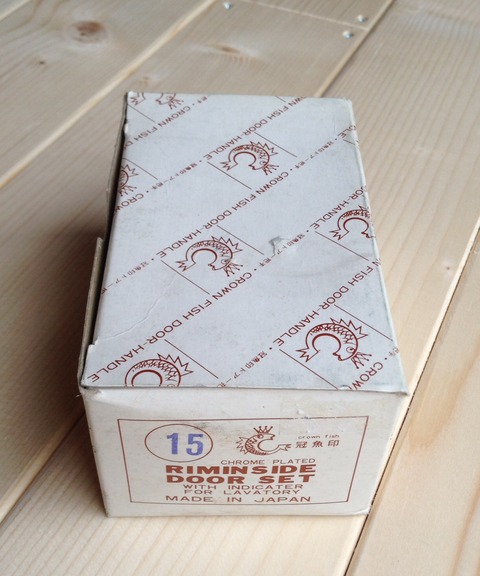 CROWN FISH DOOR HANDLE
CROWN FISH DOOR HANDLE
CROWN FISH DOOR HANDLE
15
crown fish
冠魚印
CHROME PLATED
RIMINSIDE
DOOR SET
WITH INDICATER
FOR LAVATORY
MADE IN JAPAN